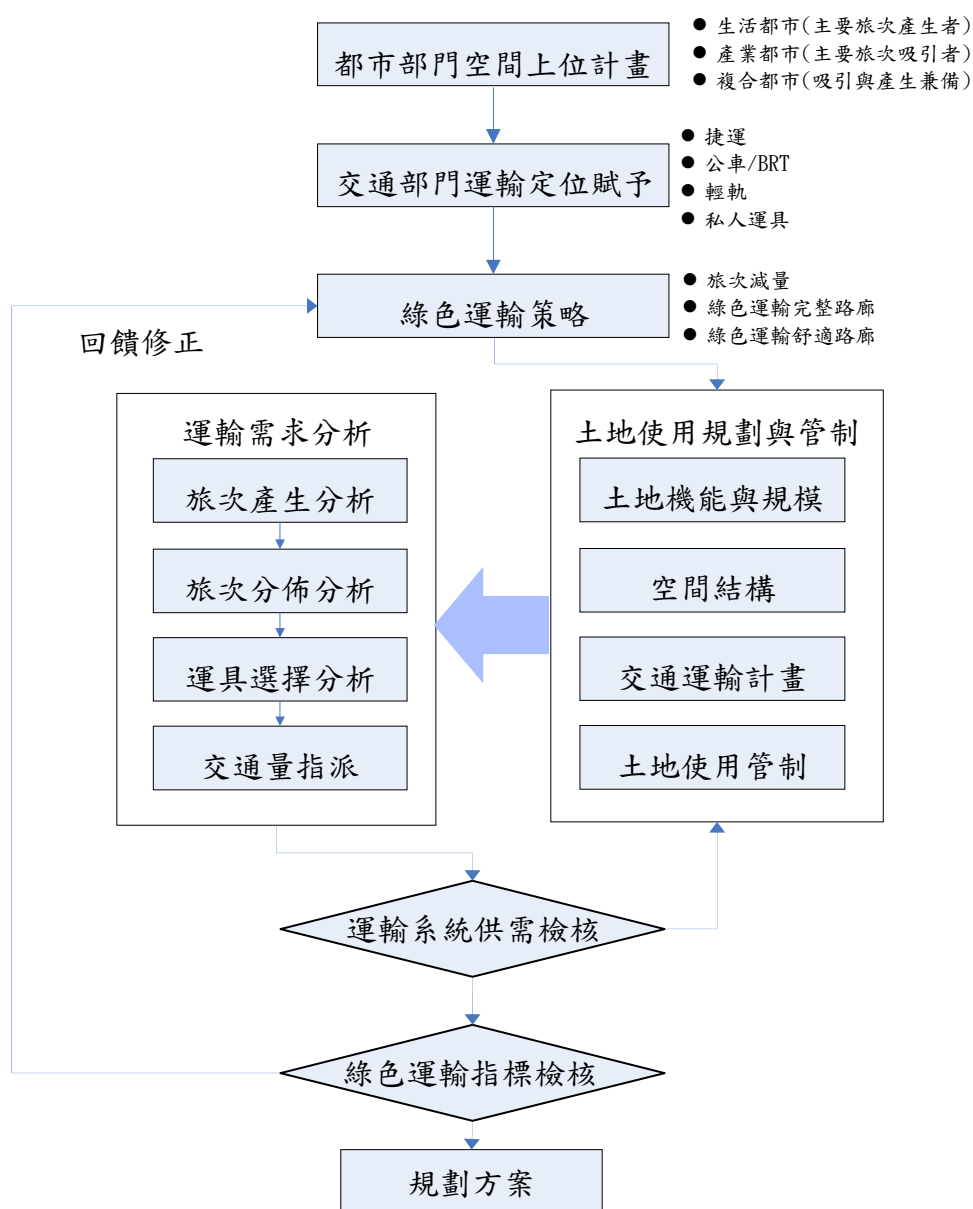 都市部門空間上位計畫
● 生活都市(主要旅次產生者)
● 產業都市(主要旅次吸引者)
● 複合都市(吸引與產生兼備)
交通部門運輸定位賦予
● 捷運
● 公車/BRT
● 輕軌
● 私人運具
綠色運輸策略
● 旅次減量
● 綠色運輸完整路廊
● 綠色運輸舒適路廊
回饋修正
運輸需求分析
旅次產生分析
旅次分佈分析
運具選擇分析
交通量指派
土地使用規劃與管制
土地機能與規模
空間結構
交通運輸計畫
土地使用管制
運輸系統供需檢核
綠色運輸指標檢核
規劃方案